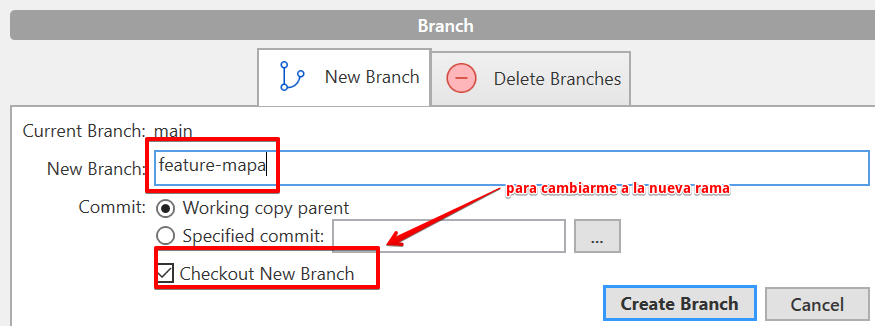 Branch
New Branch
Delete Branches
Current Branch: main
New Branch: feature-mapa
para cambiarme a la nueva rama
Commit: Working copy parent
Specified commit: ...
Checkout New Branch
Create Branch Cancel